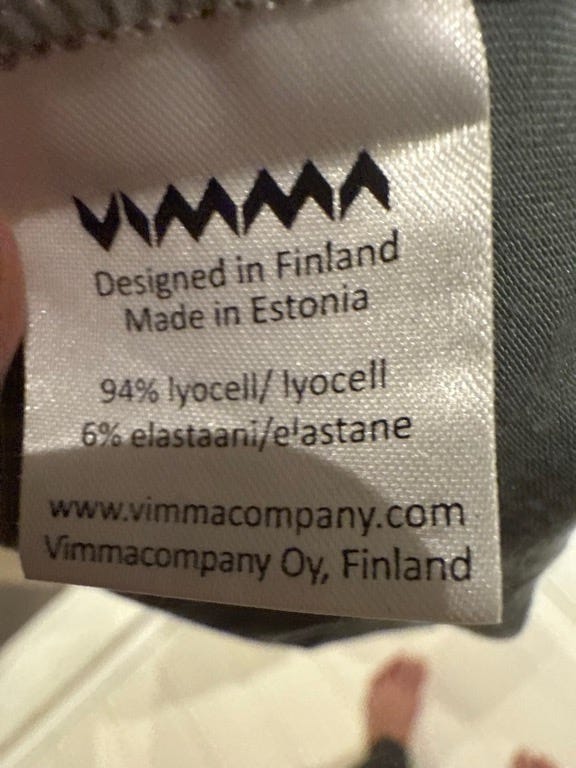 VIMMA
Designed in Finland
Made in Estonia
94% lyocell/ lyocell
6% elastaani/elastane
www.vimmacompany.com
Vimmacompany Oy, Finland